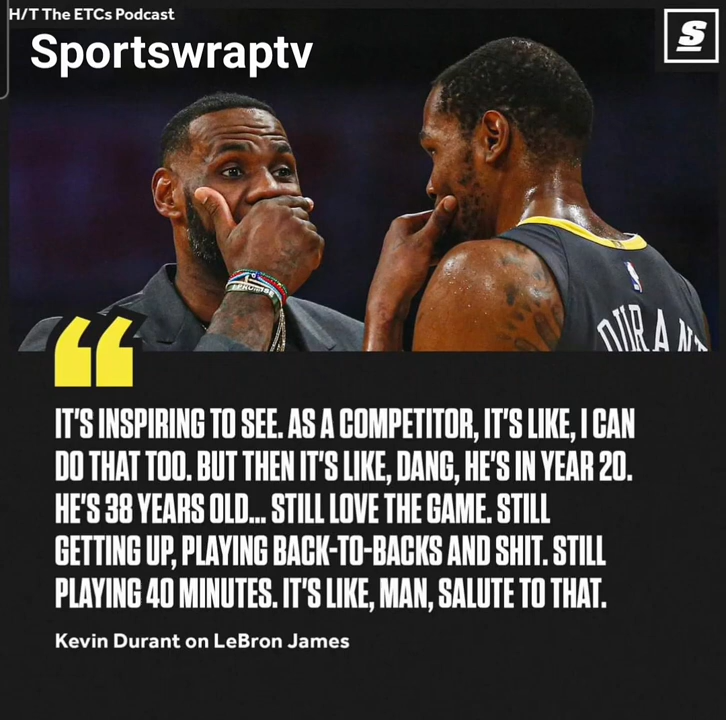 H/T The ETCs Podcast
Sportswraptv
S
PROMISE
DURANT
IT'S INSPIRING TO SEE. AS A COMPETITOR, IT'S LIKE, I CAN
DO THAT TOO. BUT THEN IT'S LIKE, DANG, HE'S IN YEAR 20.
HE'S 38 YEARS OLD... STILL LOVE THE GAME. STILL
GETTING UP, PLAYING BACK-TO-BACKS AND SHIT. STILL
PLAYING 40 MINUTES. IT'S LIKE, MAN, SALUTE TO THAT.
Kevin Durant on LeBron James